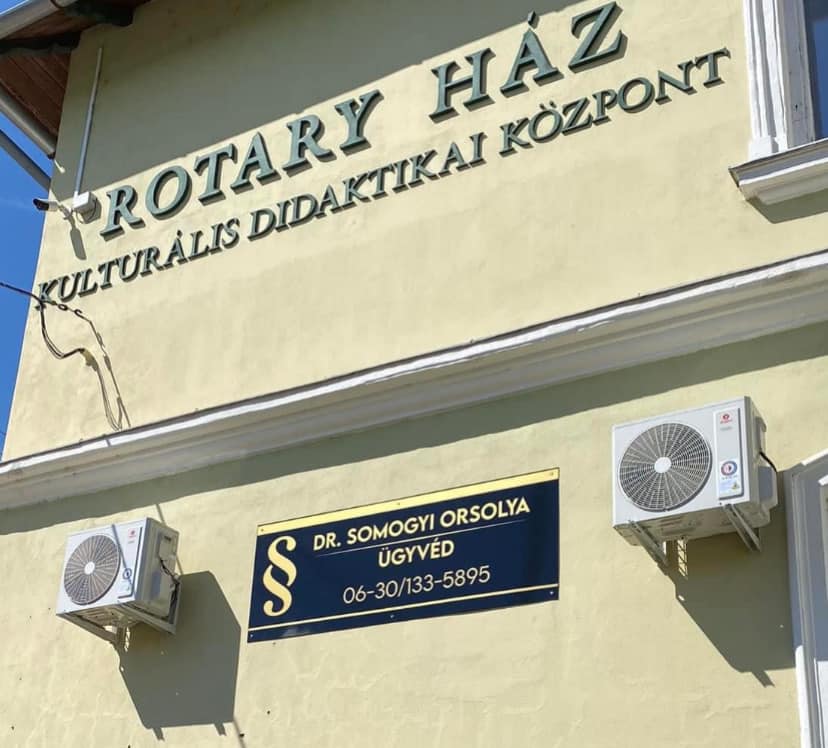 ROTARY HÁZ
KULTURÁLIS DIDAKTIKAI KÖZPONT
§ DR. SOMOGYI ORSOLYA
ÜGYVÉD
06-30/133-5895